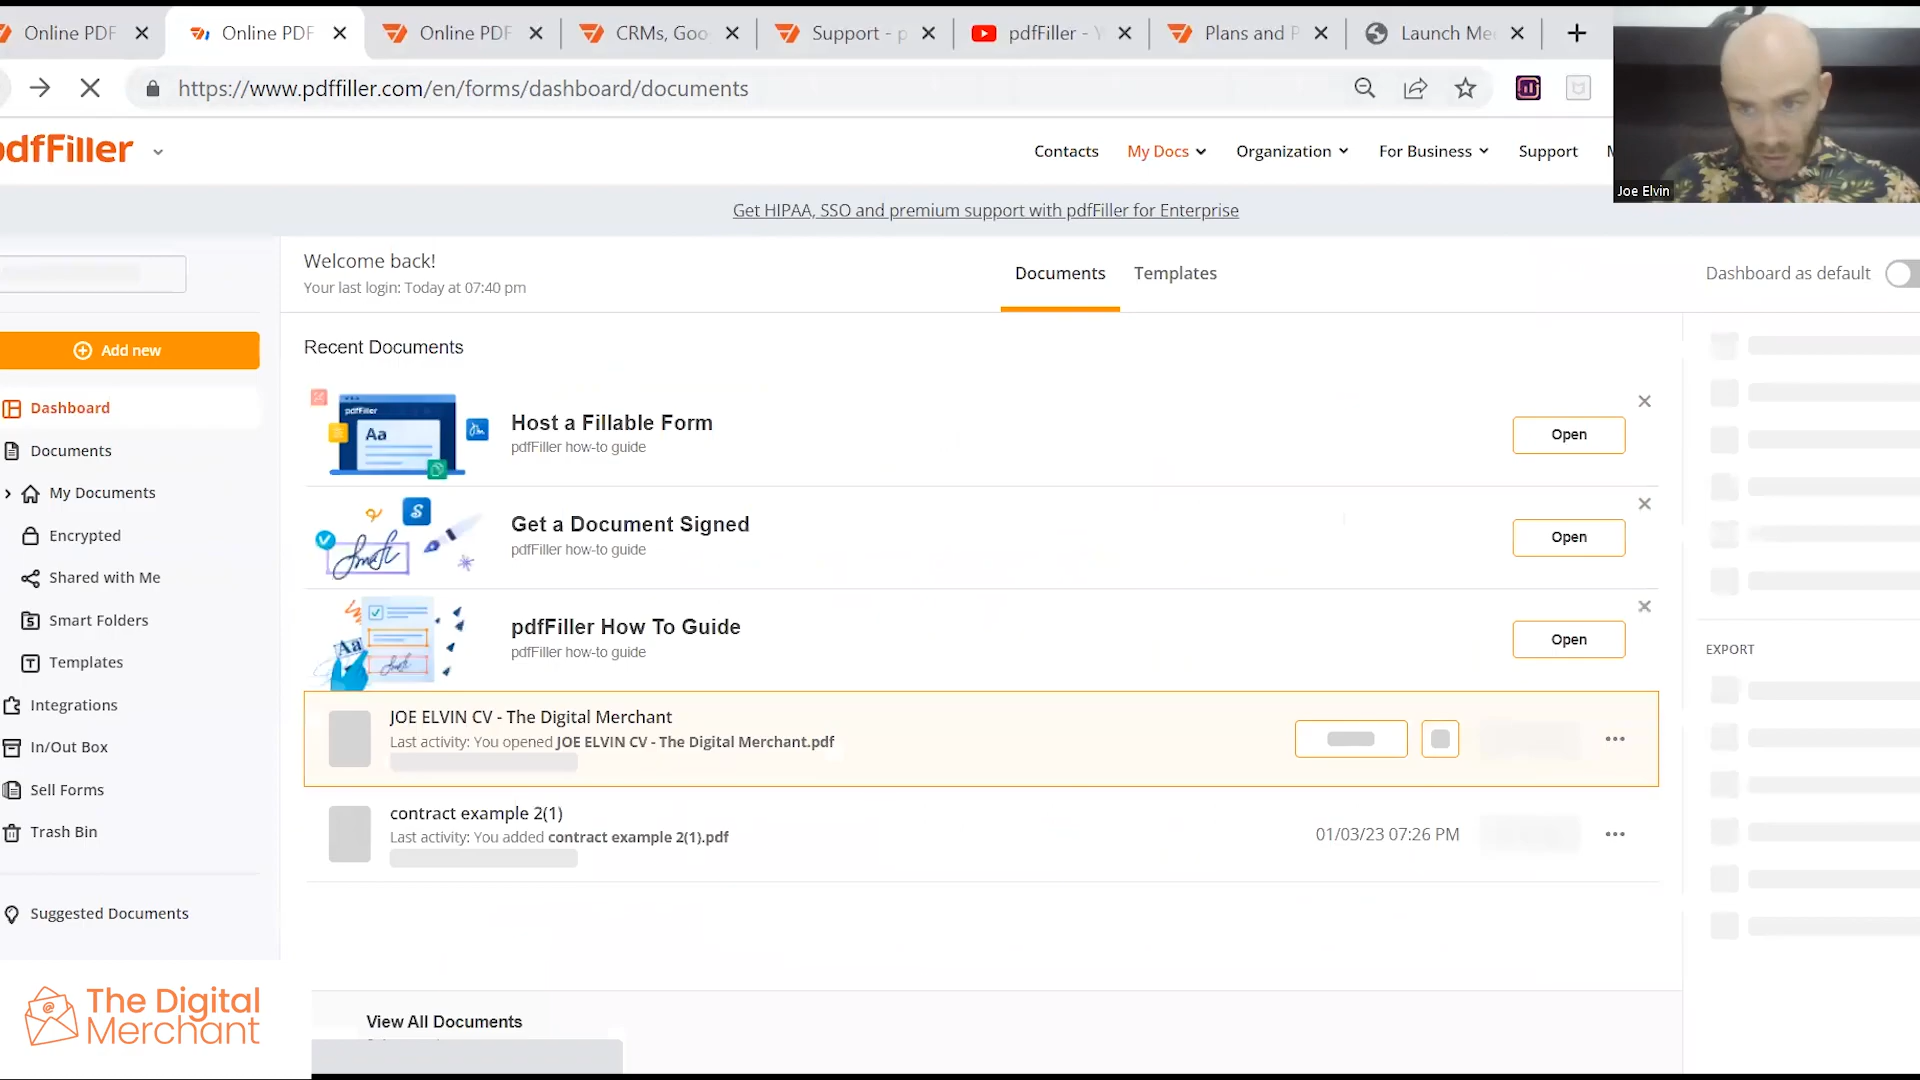 Online PDF
Online PDF
Online PDF
CRMs, Goo
Support - p
pdfFiller - Y
Plans and P
Launch Mee
https://www.pdffiller.com/en/forms/dashboard/documents
pdfFiller
Contacts
My Docs
Organization
For Business
Support
Joe Elvin
Get HIPAA, SSO and premium support with pdfFiller for Enterprise
Welcome back!
Your last login: Today at 07:40 pm
Documents
Templates
Dashboard as default
Add new
Recent Documents
Dashboard
Documents
My Documents
Encrypted
Shared with Me
Smart Folders
Templates
Integrations
In/Out Box
Sell Forms
Trash Bin
Suggested Documents
pdfFiller
Aa
Host a Fillable Form
pdfFiller how-to guide
Open
Get a Document Signed
pdfFiller how-to guide
Open
Aa
pdfFiller How To Guide
pdfFiller how-to guide
Open
EXPORT
JOE ELVIN CV - The Digital Merchant
Last activity: You opened JOE ELVIN CV - The Digital Merchant.pdf
contract example 2(1)
Last activity: You added contract example 2(1).pdf
01/03/23 07:26 PM
View All Documents
The Digital
Merchant